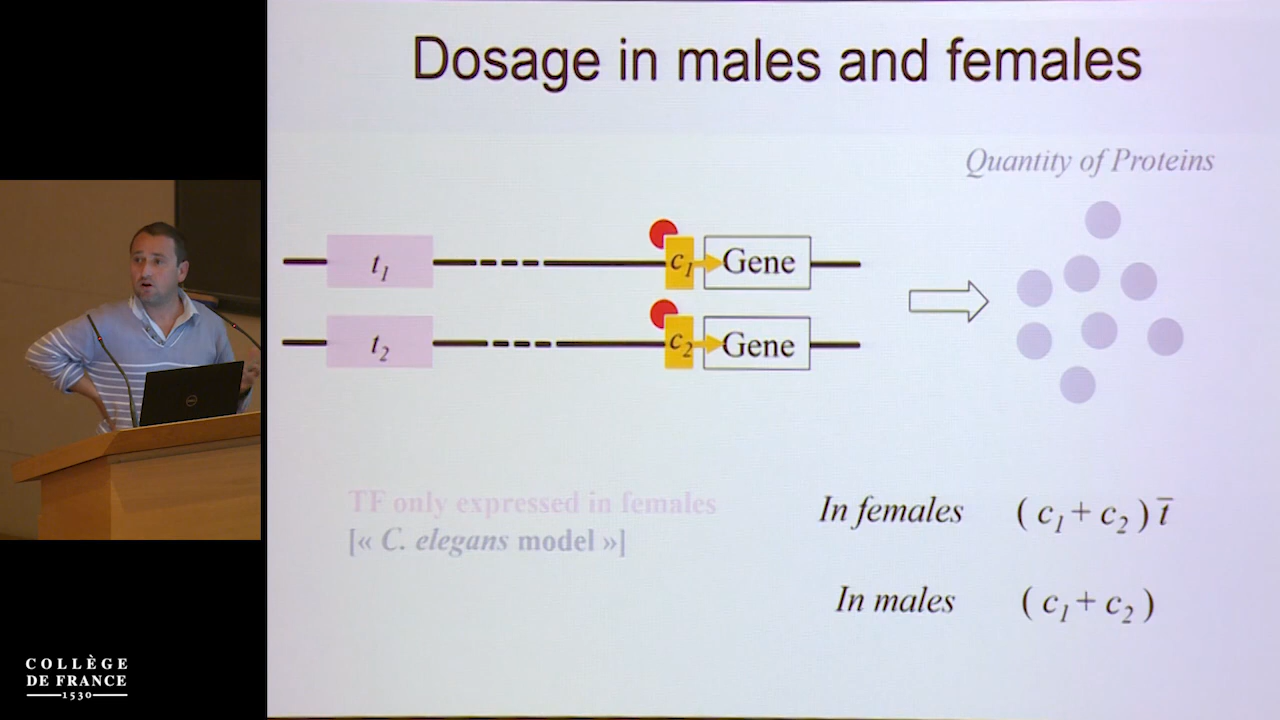 Dosage in males and females
Quantity of Proteins
t1 c1 Gene
t2 c2 Gene
TF only expressed in females
[« C. elegans model »]
In females ( c1 + c2 ) t̄
In males ( c1 + c2 )
COLLÈGE
DE FRANCE
1530